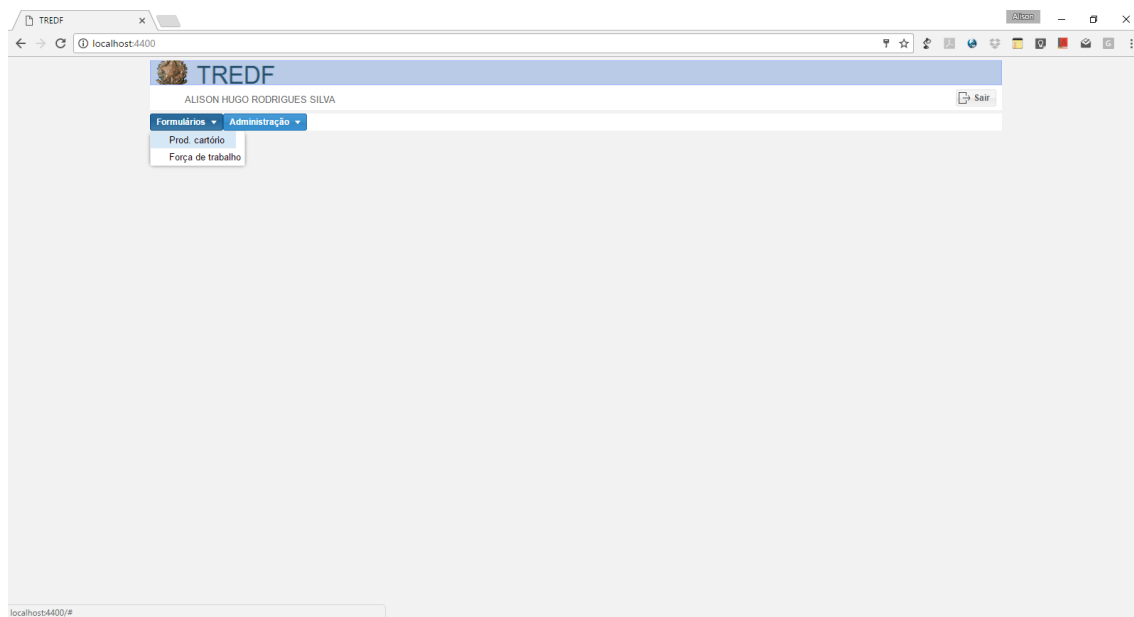 TREDF
Alison
localhost:4400
TREDF
ALISON HUGO RODRIGUES SILVA
Sair
Formulários Administração
Prod. cartório
Força de trabalho
localhost:4400/#